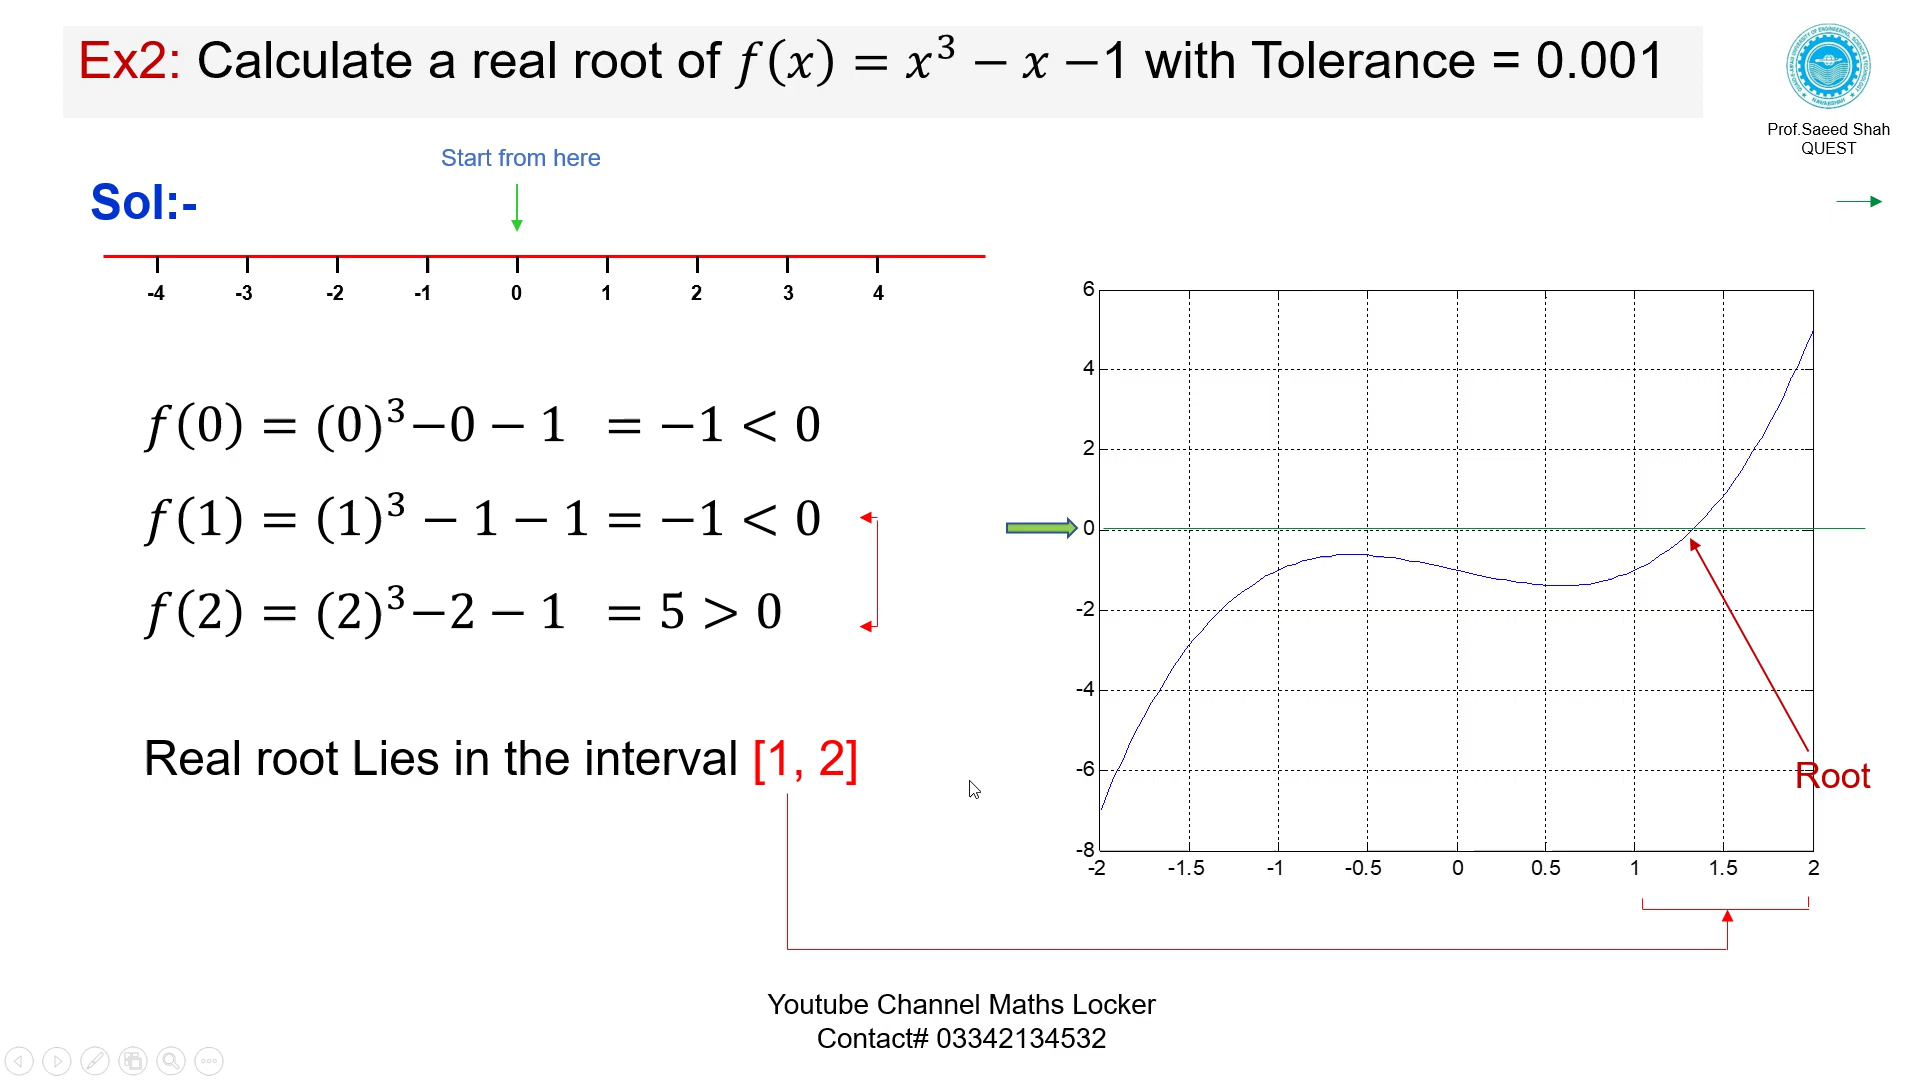 Ex2: Calculate a real root of f(x) = x³ − x −1 with Tolerance = 0.001
Prof.Saeed Shah
QUEST
Start from here
Sol:-
-4 -3 -2 -1 0 1 2 3 4
f(0) = (0)³−0 − 1 = −1 < 0
f(1) = (1)³ − 1 − 1 = −1 < 0
f(2) = (2)³−2 − 1 = 5 > 0
Real root Lies in the interval [1, 2]
6
4
2
0
-2
-4
-6
-8
Root
-2 -1.5 -1 -0.5 0 0.5 1 1.5 2
Youtube Channel Maths Locker
Contact# 03342134532